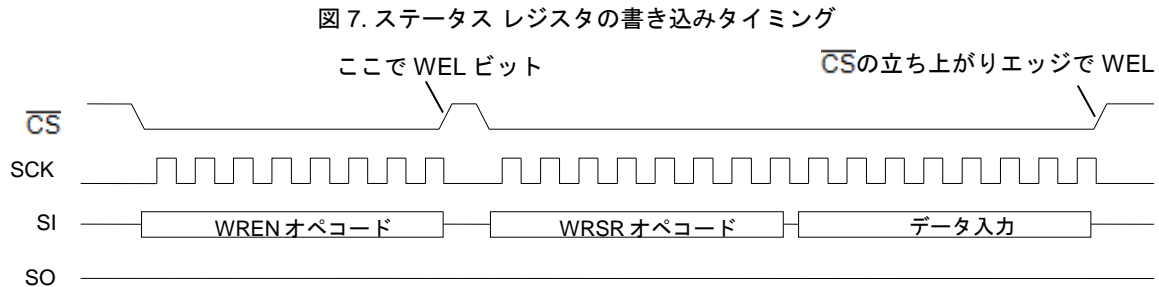 図 7. ステータス レジスタの書き込みタイミング
ここで WEL ビット
CSの立ち上がりエッジで WEL
CS
SCK
SI
WREN オペコード
WRSR オペコード
データ入力
SO